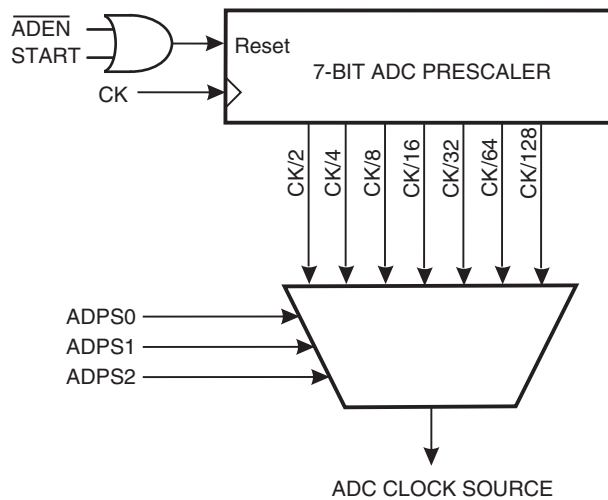 ADEN
START
Reset
7-BIT ADC PRESCALER
CK
CK/2
CK/4
CK/8
CK/16
CK/32
CK/64
CK/128
ADPS0
ADPS1
ADPS2
ADC CLOCK SOURCE